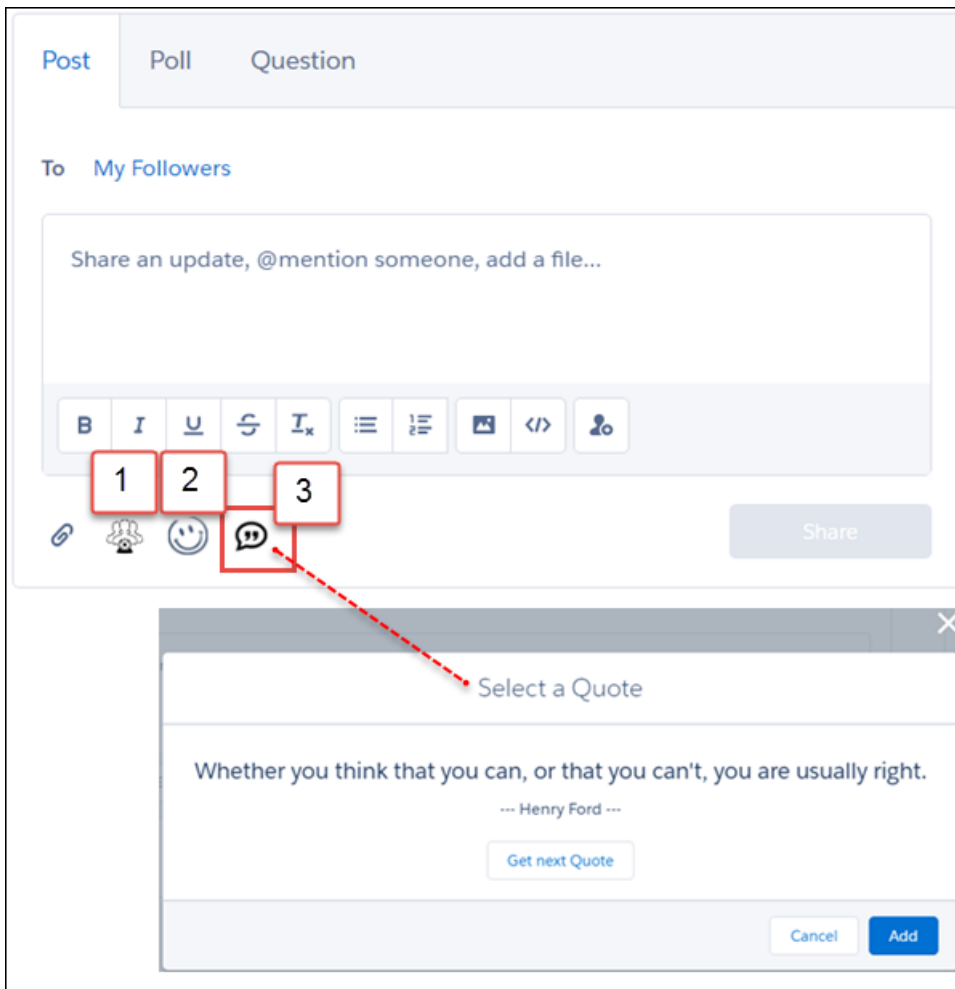 Post Poll Question
To My Followers
Share an update, @mention someone, add a file...
B I U S Tx </>
1 2 3
Share
Select a Quote
Whether you think that you can, or that you can't, you are usually right.
--- Henry Ford ---
Get next Quote
Cancel Add